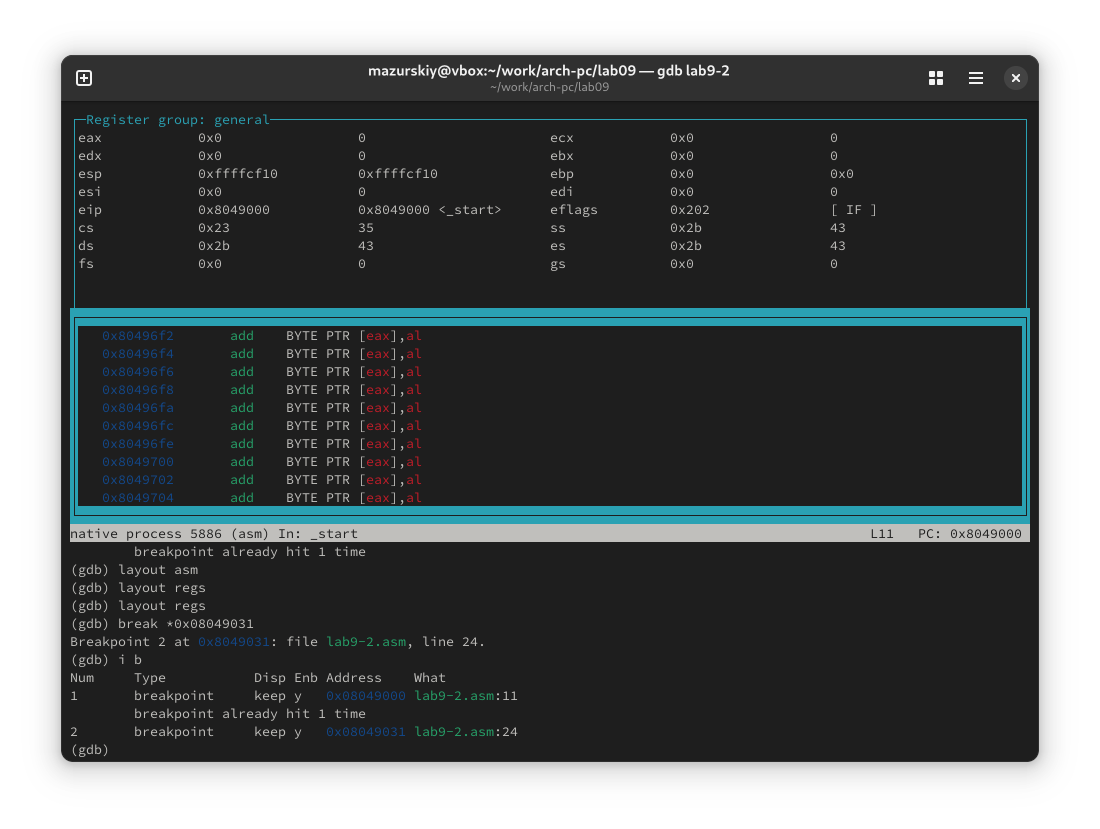 mazurskiy@vbox:~/work/arch-pc/lab09 — gdb lab9-2
~/work/arch-pc/lab09
Register group: general
eax 0x0 0 ecx 0x0 0
edx 0x0 0 ebx 0x0 0
esp 0xffffcf10 0xffffcf10 ebp 0x0 0x0
esi 0x0 0 edi 0x0 0
eip 0x8049000 0x8049000 <_start> eflags 0x202 [ IF ]
cs 0x23 35 ss 0x2b 43
ds 0x2b 43 es 0x2b 43
fs 0x0 0 gs 0x0 0
0x80496f2 add BYTE PTR [eax],al
0x80496f4 add BYTE PTR [eax],al
0x80496f6 add BYTE PTR [eax],al
0x80496f8 add BYTE PTR [eax],al
0x80496fa add BYTE PTR [eax],al
0x80496fc add BYTE PTR [eax],al
0x80496fe add BYTE PTR [eax],al
0x8049700 add BYTE PTR [eax],al
0x8049702 add BYTE PTR [eax],al
0x8049704 add BYTE PTR [eax],al
native process 5886 (asm) In: _start L11 PC: 0x8049000
breakpoint already hit 1 time
(gdb) layout asm
(gdb) layout regs
(gdb) layout regs
(gdb) break *0x08049031
Breakpoint 2 at 0x8049031: file lab9-2.asm, line 24.
(gdb) i b
Num Type Disp Enb Address What
1 breakpoint keep y 0x08049000 lab9-2.asm:11
breakpoint already hit 1 time
2 breakpoint keep y 0x08049031 lab9-2.asm:24
(gdb)